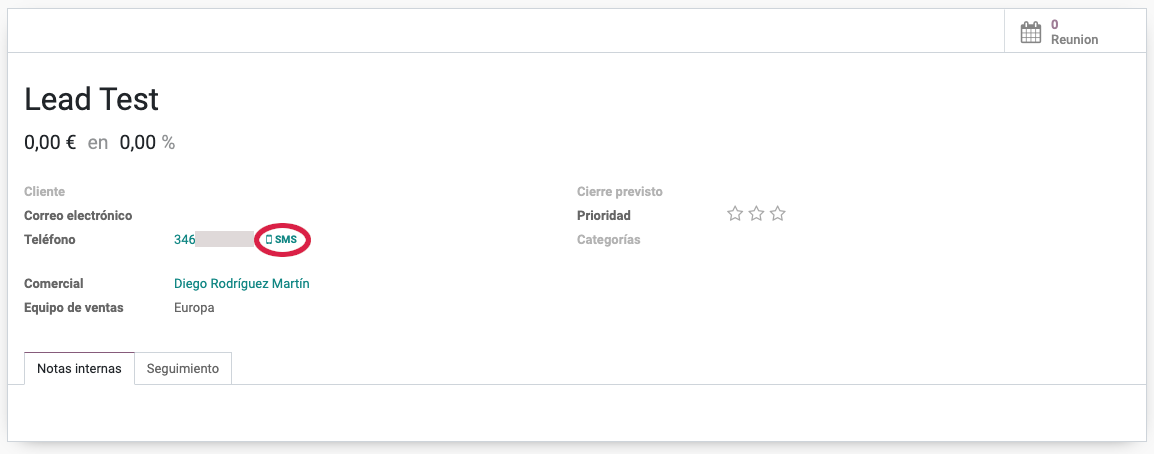 0
Reunion
Lead Test
0,00 € en 0,00 %
Cliente
Correo electrónico
Teléfono 346 SMS
Comercial Diego Rodríguez Martín
Equipo de ventas Europa
Cierre previsto
Prioridad
Categorías
Notas internas Seguimiento